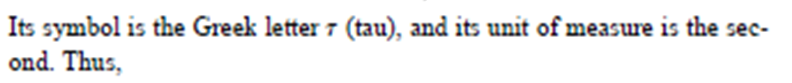 Its symbol is the Greek letter τ (tau), and its unit of measure is the sec-
ond. Thus,